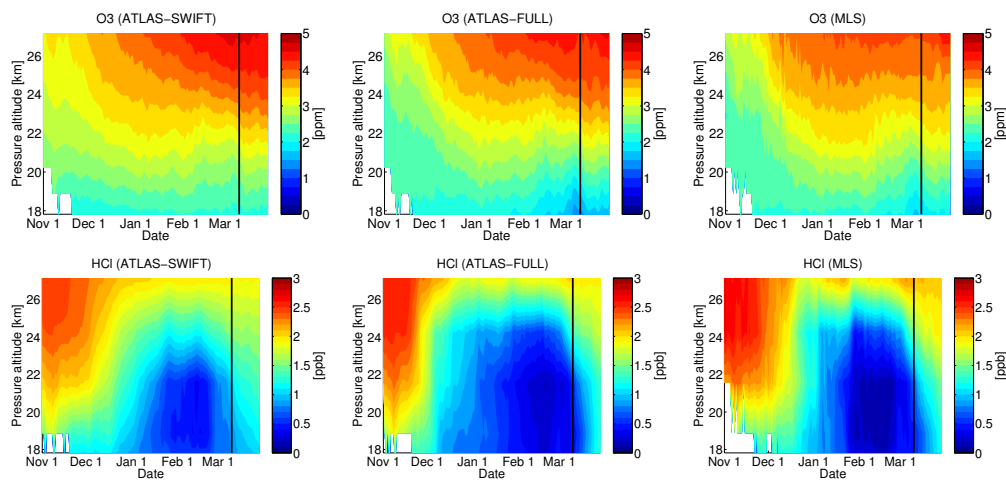 O3 (ATLAS−SWIFT)
Pressure altitude [km]
26
24
22
20
18
Nov 1 Dec 1 Jan 1 Feb 1 Mar 1
Date
5
4
3
2
1
0
[ppm]
O3 (ATLAS−FULL)
Pressure altitude [km]
26
24
22
20
18
Nov 1 Dec 1 Jan 1 Feb 1 Mar 1
Date
5
4
3
2
1
0
[ppm]
O3 (MLS)
Pressure altitude [km]
26
24
22
20
18
Nov 1 Dec 1 Jan 1 Feb 1 Mar 1
Date
5
4
3
2
1
0
[ppm]
HCl (ATLAS−SWIFT)
Pressure altitude [km]
26
24
22
20
18
Nov 1 Dec 1 Jan 1 Feb 1 Mar 1
Date
3
2.5
2
1.5
1
0.5
0
[ppb]
HCl (ATLAS−FULL)
Pressure altitude [km]
26
24
22
20
18
Nov 1 Dec 1 Jan 1 Feb 1 Mar 1
Date
3
2.5
2
1.5
1
0.5
0
[ppb]
HCl (MLS)
Pressure altitude [km]
26
24
22
20
18
Nov 1 Dec 1 Jan 1 Feb 1 Mar 1
Date
3
2.5
2
1.5
1
0.5
0
[ppb]